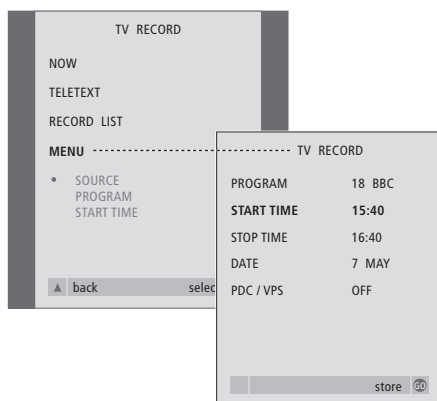 TV RECORD
NOW
TELETEXT
RECORD LIST
MENU
• SOURCE
PROGRAM
START TIME
▲ back selec
TV RECORD
PROGRAM 18 BBC
START TIME 15:40
STOP TIME 16:40
DATE 7 MAY
PDC / VPS OFF
store GO